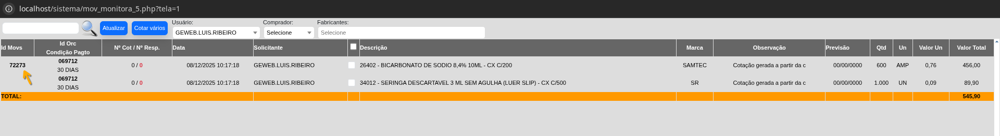 localhost/sistema/mov_monitora_5.php?tela=1
Usuário: Comprador: Fabricantes:
Atualizar Cotar vários GEWEB.LUIS.RIBEIRO Selecione Selecione
Id Movs Id Orc Condição Pagto Nº Cot / Nº Resp. Data Solicitante Descrição Marca Observação Previsão Qtd Un Valor Un Valor Total
72273 069712 30 DIAS 0 / 0 08/12/2025 10:17:18 GEWEB.LUIS.RIBEIRO 26402 - BICARBONATO DE SODIO 8,4% 10ML - CX C/200 SAMTEC Cotação gerada a partir da c 00/00/0000 600 AMP 0,76 456,00
069712 30 DIAS 0 / 0 08/12/2025 10:17:18 GEWEB.LUIS.RIBEIRO 34012 - SERINGA DESCARTAVEL 3 ML SEM AGULHA (LUER SLIP) - CX C/500 SR Cotação gerada a partir da c 00/00/0000 1.000 UN 0,09 89,90
TOTAL: 545,90